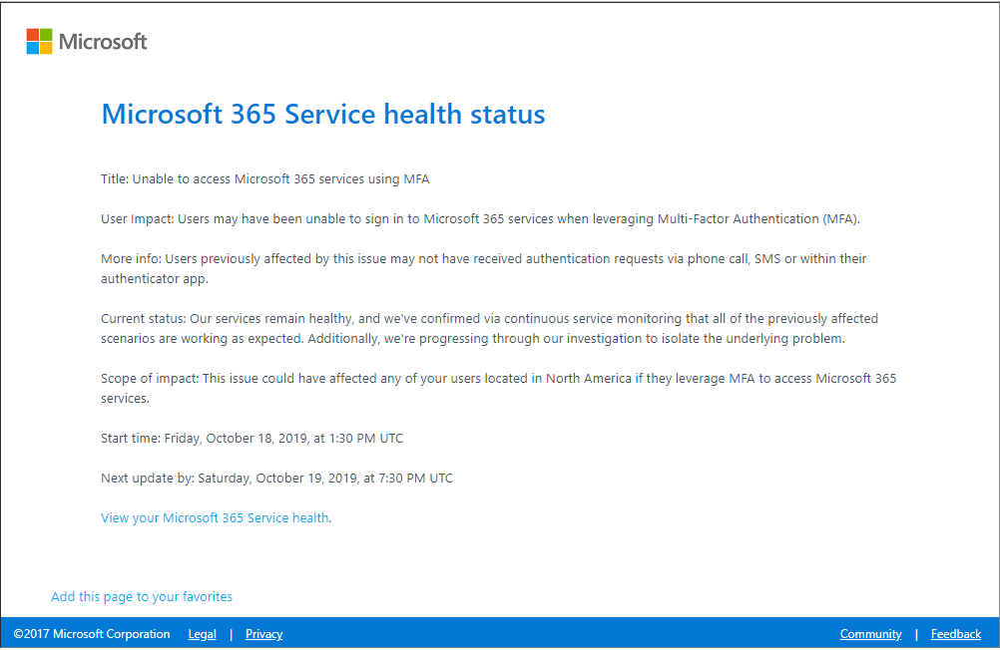 Microsoft
Microsoft 365 Service health status
Title: Unable to access Microsoft 365 services using MFA
User Impact: Users may have been unable to sign in to Microsoft 365 services when leveraging Multi-Factor Authentication (MFA).
More info: Users previously affected by this issue may not have received authentication requests via phone call, SMS or within their
authenticator app.
Current status: Our services remain healthy, and we've confirmed via continuous service monitoring that all of the previously affected
scenarios are working as expected. Additionally, we're progressing through our investigation to isolate the underlying problem.
Scope of impact: This issue could have affected any of your users located in North America if they leverage MFA to access Microsoft 365
services.
Start time: Friday, October 18, 2019, at 1:30 PM UTC
Next update by: Saturday, October 19, 2019, at 7:30 PM UTC
View your Microsoft 365 Service health.
Add this page to your favorites
©2017 Microsoft Corporation Legal | Privacy Community | Feedback